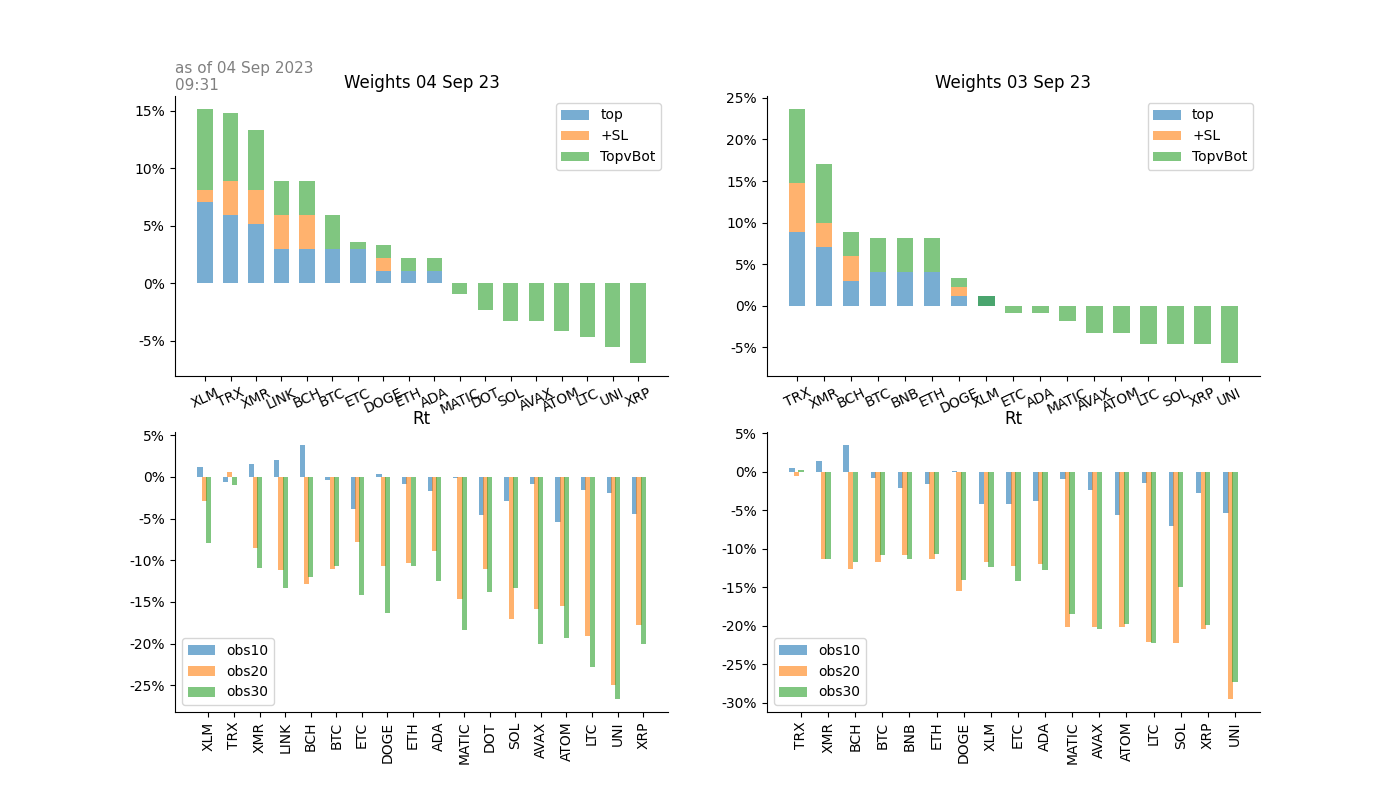 as of 04 Sep 2023
09:31
Weights 04 Sep 23
15%
10%
5%
0%
-5%
top
+SL
TopvBot
XLM TRX XMR LINK BCH BTC ETC DOGE ETH ADA MATIC DOT SOL AVAX ATOM LTC UNI XRP
Weights 03 Sep 23
25%
20%
15%
10%
5%
0%
-5%
top
+SL
TopvBot
TRX XMR BCH BTC BNB ETH DOGE XLM ETC ADA MATIC AVAX ATOM LTC SOL XRP UNI
Rt
5%
0%
-5%
-10%
-15%
-20%
-25%
obs10
obs20
obs30
XLM TRX XMR LINK BCH BTC ETC DOGE ETH ADA MATIC DOT SOL AVAX ATOM LTC UNI XRP
Rt
5%
0%
-5%
-10%
-15%
-20%
-25%
-30%
obs10
obs20
obs30
TRX XMR BCH BTC BNB ETH DOGE XLM ETC ADA MATIC AVAX ATOM LTC SOL XRP UNI